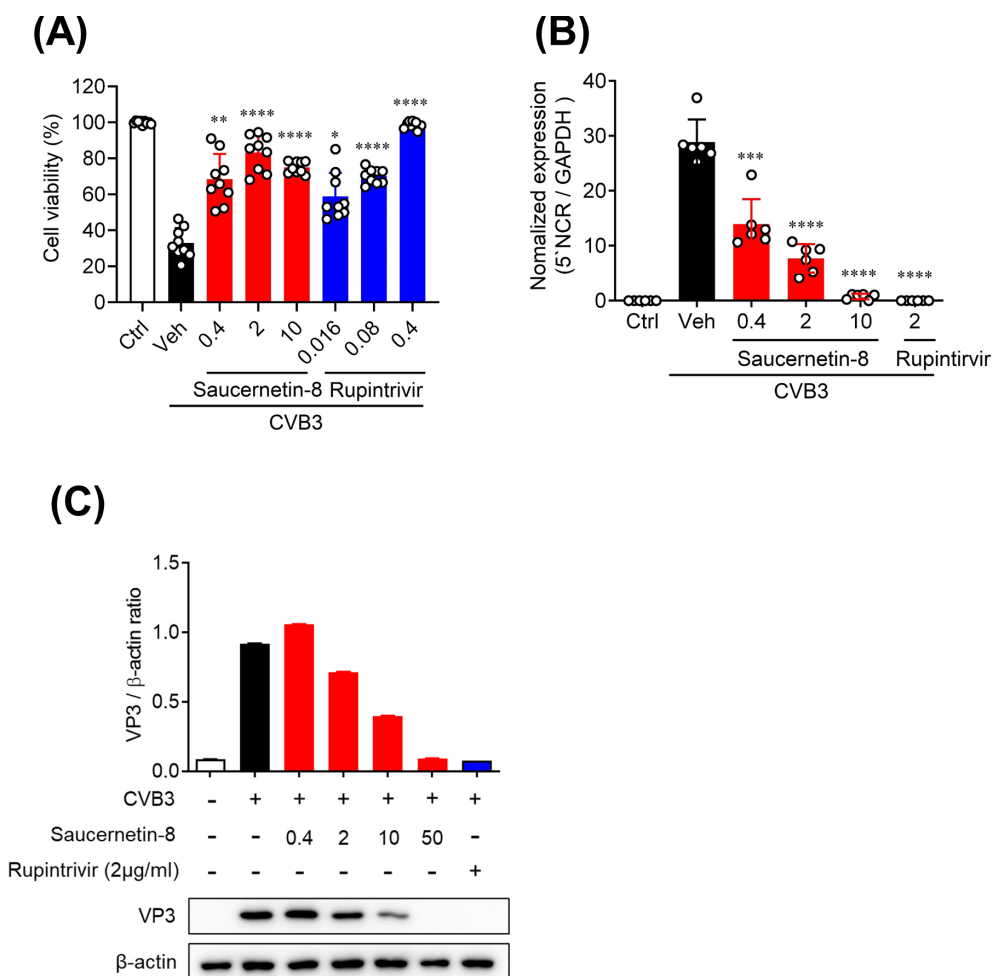 (A)
Cell viability (%)
120
100
80
60
40
20
0
** **** **** * **** ****
Ctrl Veh 0.4 2 10 0.016 0.08 0.4
Saucernetin-8 Rupintrivir
CVB3
(B)
Nomalized expression
(5`NCR / GAPDH )
40
30
20
10
0
*** **** **** ****
Ctrl Veh 0.4 2 10 2
Saucernetin-8 Rupintirvir
CVB3
(C)
VP3 / β-actin ratio
1.5
1.0
0.5
0.0
CVB3 - + + + + + +
Saucernetin-8 - - 0.4 2 10 50 -
Rupintrivir (2μg/ml) - - - - - - +
VP3
β-actin